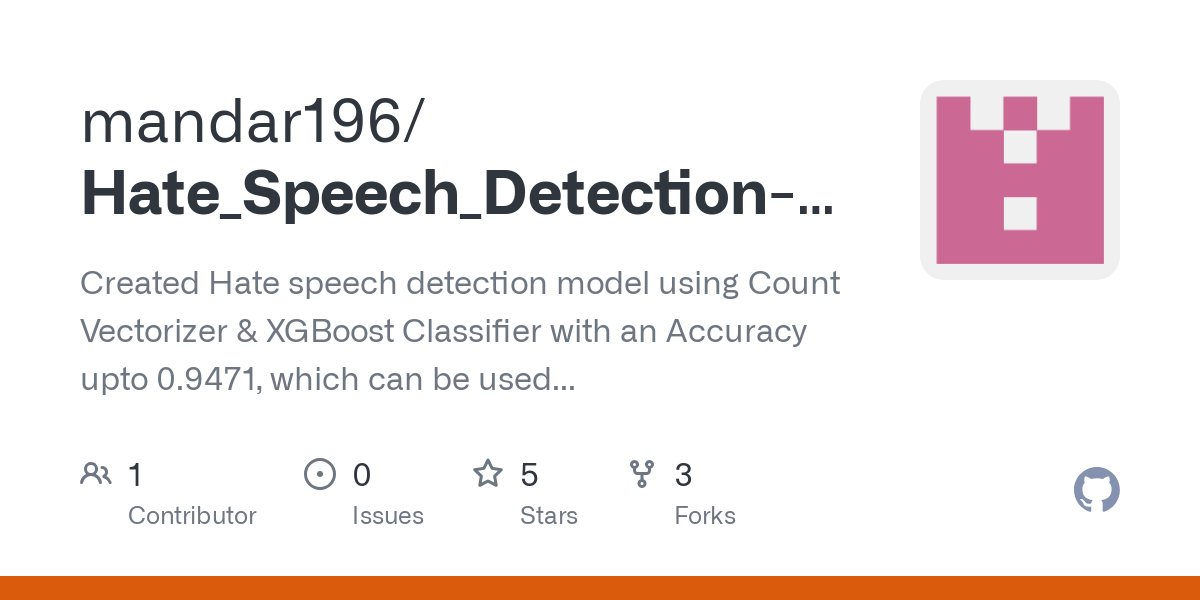 mandar196/
Hate_Speech_Detection-...
Created Hate speech detection model using Count
Vectorizer & XGBoost Classifier with an Accuracy
upto 0.9471, which can be used...
1
Contributor
0
Issues
5
Stars
3
Forks